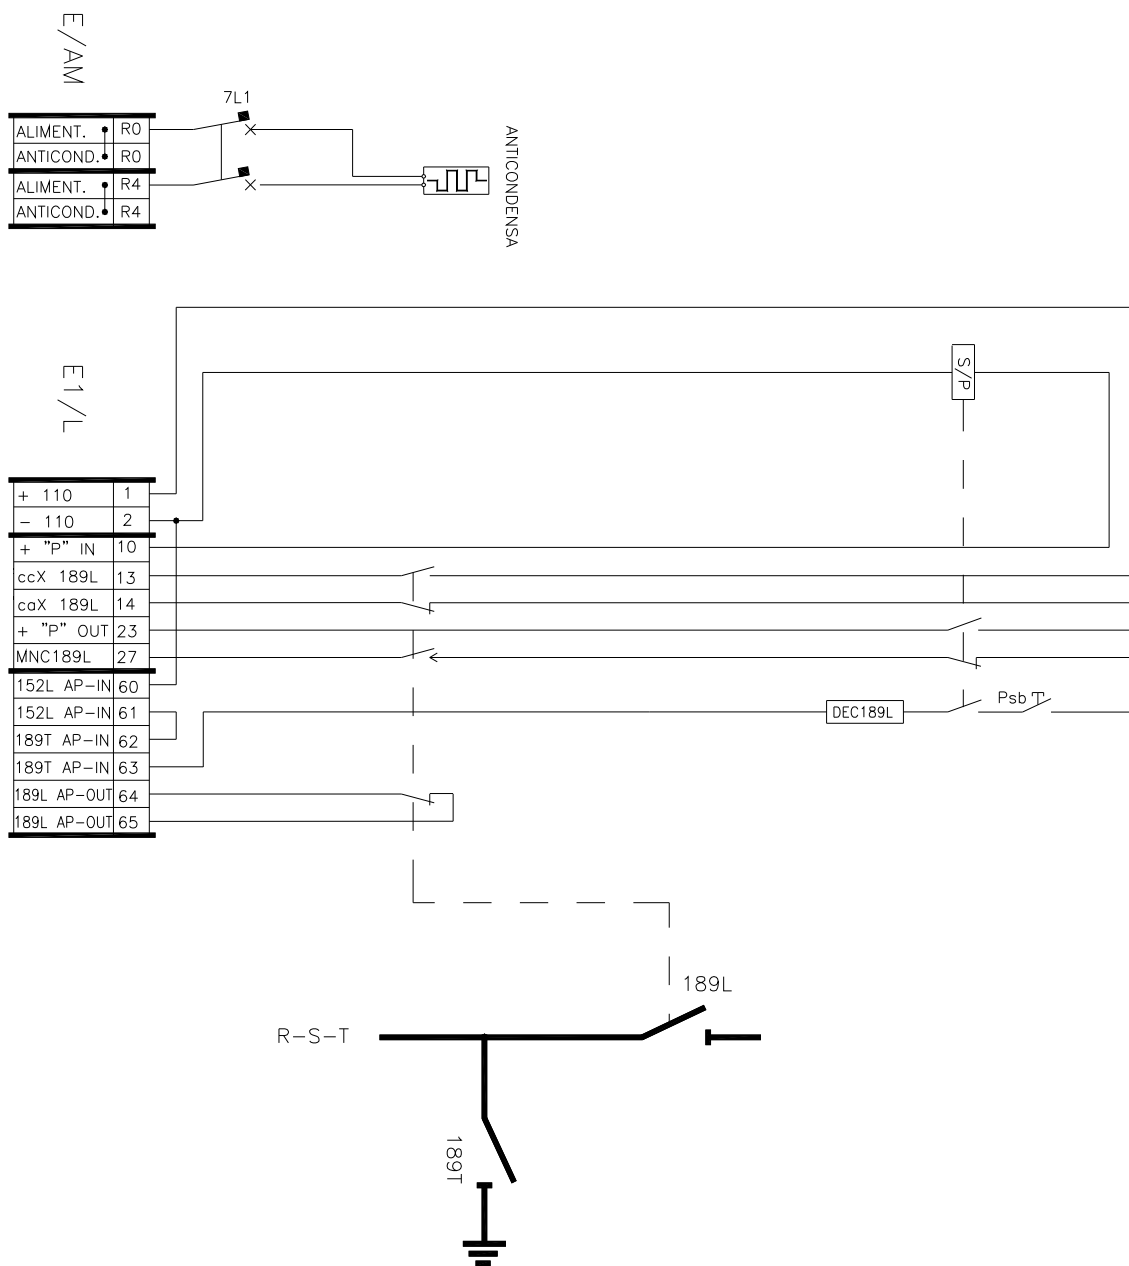 E/AM
7L1
ALIMENT. R0
ANTICOND. R0
ALIMENT. R4
ANTICOND. R4
ANTICONDENSA
E1/L
S/P
+ 110 1
- 110 2
+ "P" IN 10
ccX 189L 13
caX 189L 14
+ "P" OUT 23
MNC189L 27
152L AP-IN 60
152L AP-IN 61
189T AP-IN 62
189T AP-IN 63
189L AP-OUT 64
189L AP-OUT 65
DEC189L
Psb
189L
R-S-T
189T